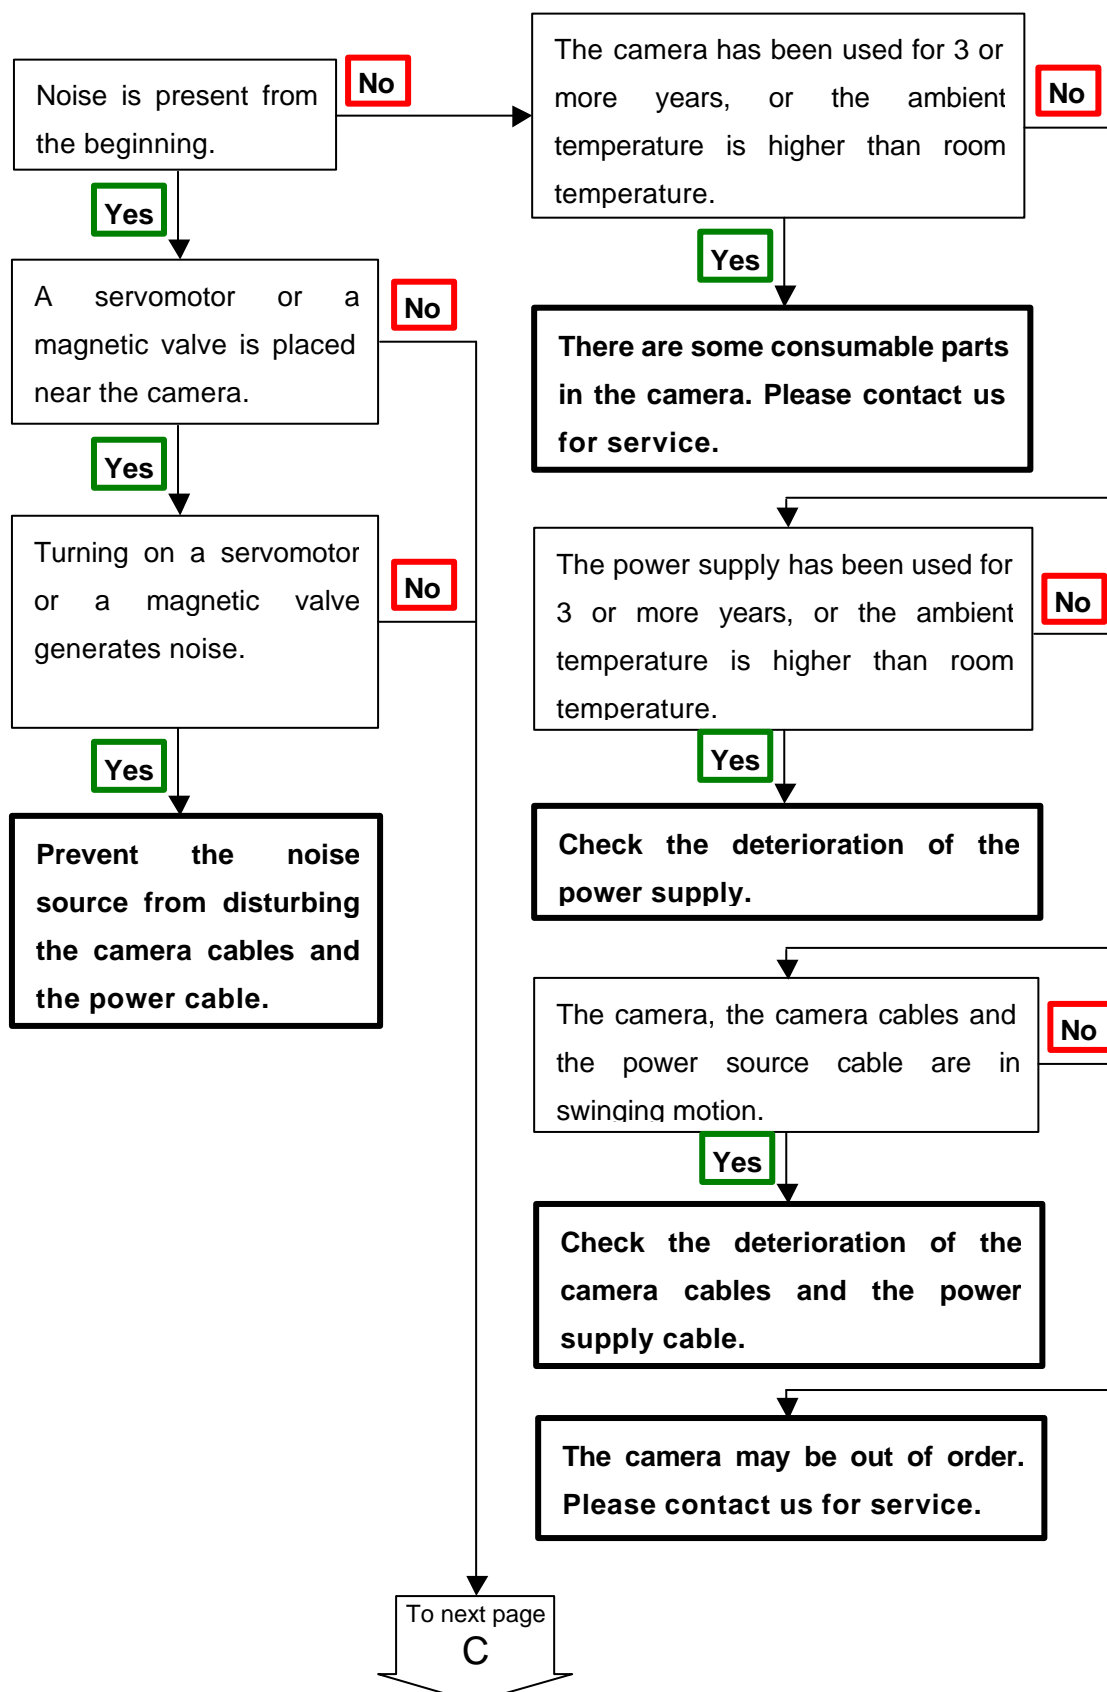 Noise is present from
the beginning.
No
Yes
A servomotor or a
magnetic valve is placed
near the camera.
No
Yes
Turning on a servomotor
or a magnetic valve
generates noise.
No
Yes
Prevent the noise
source from disturbing
the camera cables and
the power cable.
The camera has been used for 3 or
more years, or the ambient
temperature is higher than room
temperature.
No
Yes
There are some consumable parts
in the camera. Please contact us
for service.
The power supply has been used for
3 or more years, or the ambient
temperature is higher than room
temperature.
No
Yes
Check the deterioration of the
power supply.
The camera, the camera cables and
the power source cable are in
swinging motion.
No
Yes
Check the deterioration of the
camera cables and the power
supply cable.
The camera may be out of order.
Please contact us for service.
To next page
C